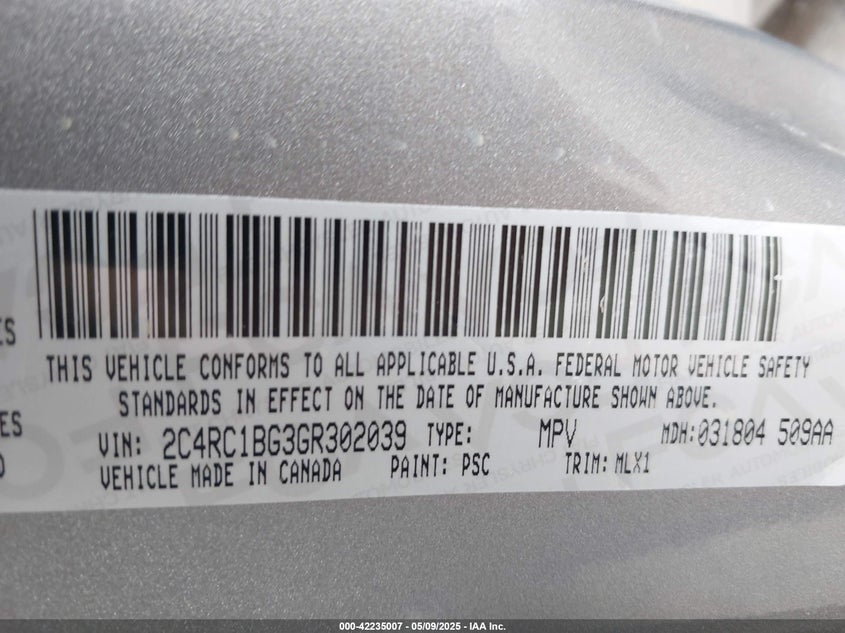 ES
THIS VEHICLE CONFORMS TO ALL APPLICABLE U.S.A. FEDERAL MOTOR VEHICLE SAFETY
STANDARDS IN EFFECT ON THE DATE OF MANUFACTURE SHOWN ABOVE.
ES
VIN: 2C4RC1BG3GR302039 TYPE: MPV MDH:031804 509AA
VEHICLE MADE IN CANADA PAINT: PSC TRIM: MLX1
000-42235007 - 05/09/2025 - IAA Inc.